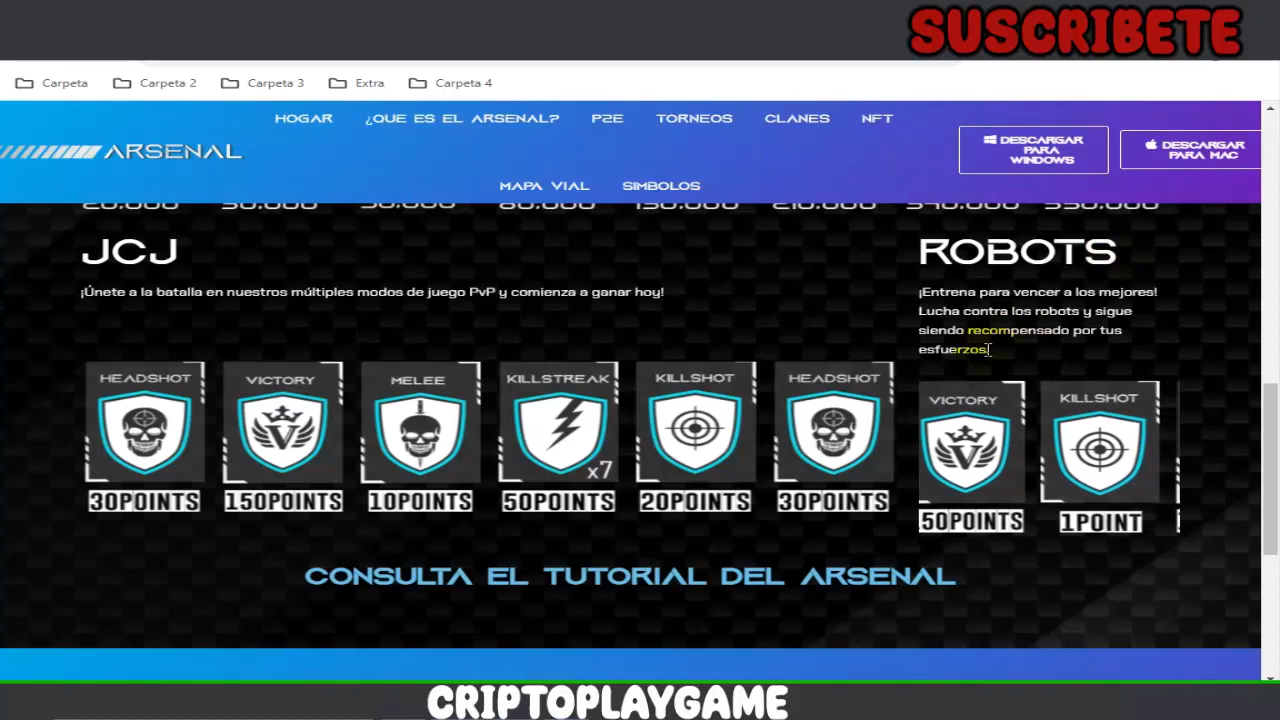 SUSCRIBETE
Carpeta Carpeta 2 Carpeta 3 Extra Carpeta 4
HOGAR ¿QUE ES EL ARSENAL? P2E TORNEOS CLANES NFT
ARSENAL
MAPA VIAL SIMBOLOS
DESCARGAR
PARA
WINDOWS
DESCARGAR
PARA MAC
JCJ
¡Únete a la batalla en nuestros múltiples modos de juego PvP y comienza a ganar hoy!
HEADSHOT VICTORY MELEE KILLSTREAK KILLSHOT HEADSHOT
x7
30POINTS 150POINTS 10POINTS 50POINTS 20POINTS 30POINTS
ROBOTS
¡Entrena para vencer a los mejores!
Lucha contra los robots y sigue
siendo recompensado por tus
esfuerzos.
VICTORY KILLSHOT
50POINTS 1POINT
CONSULTA EL TUTORIAL DEL ARSENAL
CRIPTOPLAYGAME